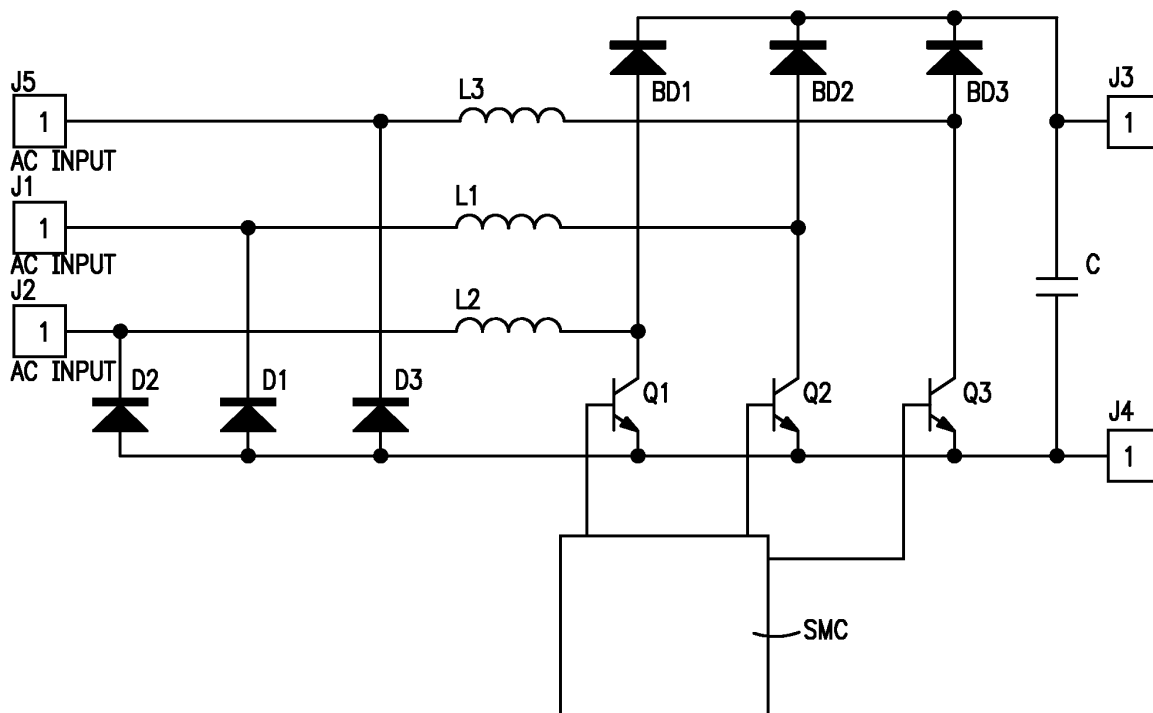 BD1
BD2
BD3
J5
1
AC INPUT
L3
J3
1
J1
1
AC INPUT
L1
C
J2
1
AC INPUT
L2
D2
D1
D3
Q1
Q2
Q3
J4
1
SMC